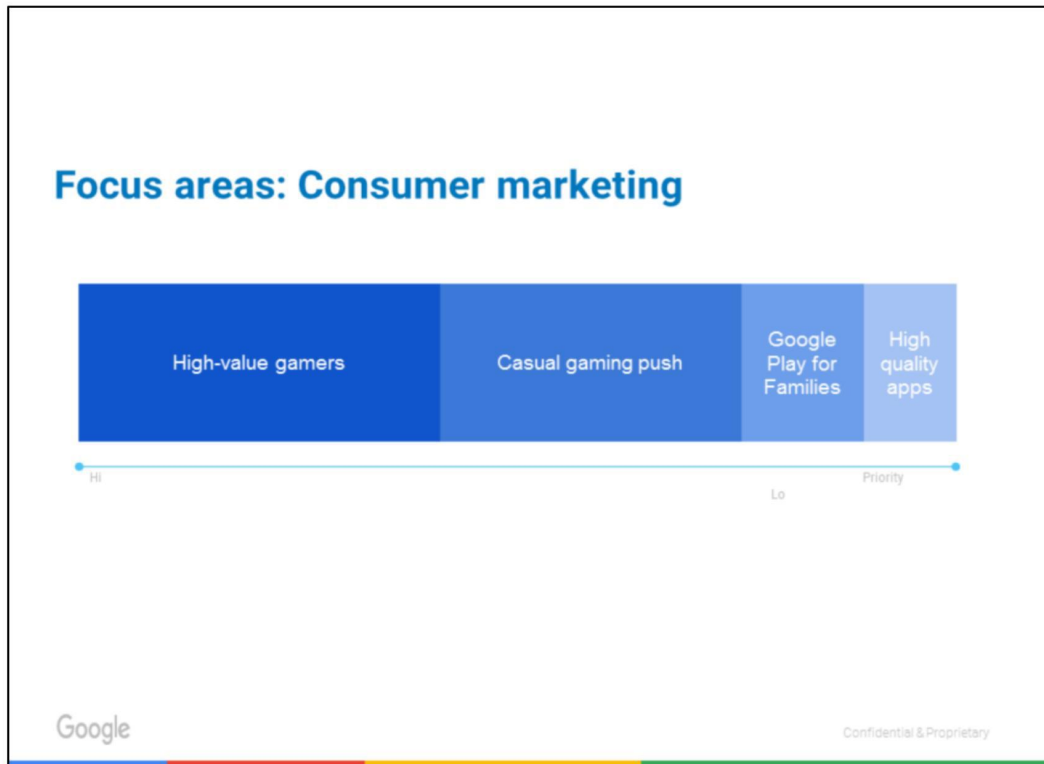 Focus areas: Consumer marketing
High-value gamers
Casual gaming push
Google
Play for
Families
High
quality
apps
Hi
Priority
Lo
Google
Confidential & Proprietary